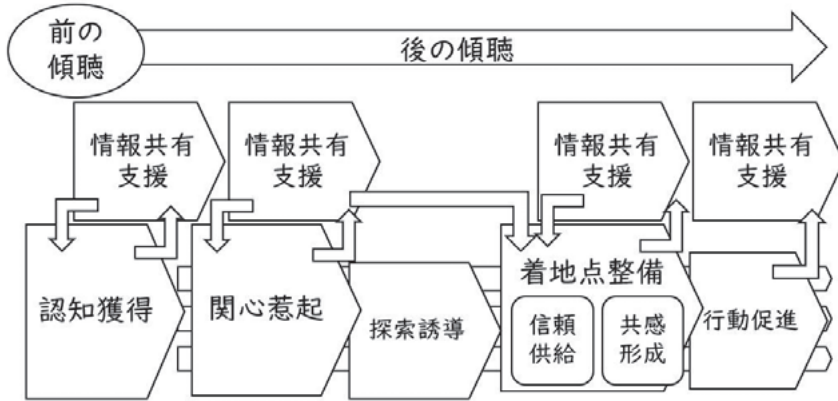 前の
傾聴
後の傾聴
情報共有
支援
情報共有
支援
情報共有
支援
情報共有
支援
認知獲得
関心惹起
探索誘導
着地点整備
信頼
供給
共感
形成
行動促進